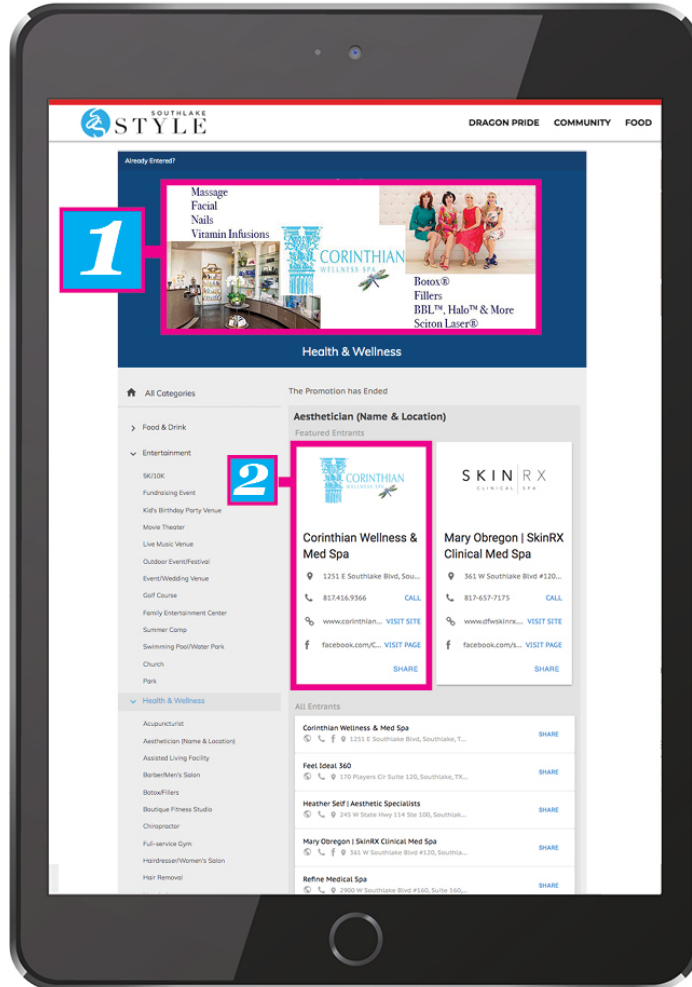 SOUTHLAKE
STYLE
DRAGON PRIDE COMMUNITY FOOD
Already Entered?
1
Massage
Facial
Nails
Vitamin Infusions
CORINTHIAN
WELLNESS SPA
Botox®
Fillers
BBL™, Halo™ & More
Sciton Laser®
Health & Wellness
All Categories
Food & Drink
Entertainment
5K/10K
Fundraising Event
Kid's Birthday Party Venue
Movie Theater
Live Music Venue
Outdoor Event/Festival
Event/Wedding Venue
Golf Course
Family Entertainment Center
Summer Camp
Swimming Pool/Water Park
Church
Park
Health & Wellness
Acupuncturist
Aesthetician (Name & Location)
Assisted Living Facility
Barber/Men's Salon
Botox/Fillers
Boutique Fitness Studio
Chiropractor
Full-service Gym
Hairdresser/Women's Salon
Hair Removal
The Promotion has Ended
Aesthetician (Name & Location)
Featured Entrants
2
CORINTHIAN
WELLNESS SPA
Corinthian Wellness &
Med Spa
1251 E Southlake Blvd, Sou...
817.416.9366 CALL
www.corinthian... VISIT SITE
facebook.com/C... VISIT PAGE
SHARE
SKIN RX
CLINICAL SPA
Mary Obregon | SkinRX
Clinical Med Spa
361 W Southlake Blvd #120...
817-657-7175 CALL
www.dfwskinrx.... VISIT SITE
facebook.com/s... VISIT PAGE
SHARE
All Entrants
Corinthian Wellness & Med Spa
1251 E Southlake Blvd, Southlake, T...
SHARE
Feel Ideal 360
170 Players Cir Suite 120, Southlake, TX...
SHARE
Heather Self | Aesthetic Specialists
245 W State Hwy 114 Ste 100, Southlak...
SHARE
Mary Obregon | SkinRX Clinical Med Spa
361 W Southlake Blvd #120, Southla...
SHARE
Refine Medical Spa
2900 W Southlake Blvd #160, Suite 160,...
SHARE